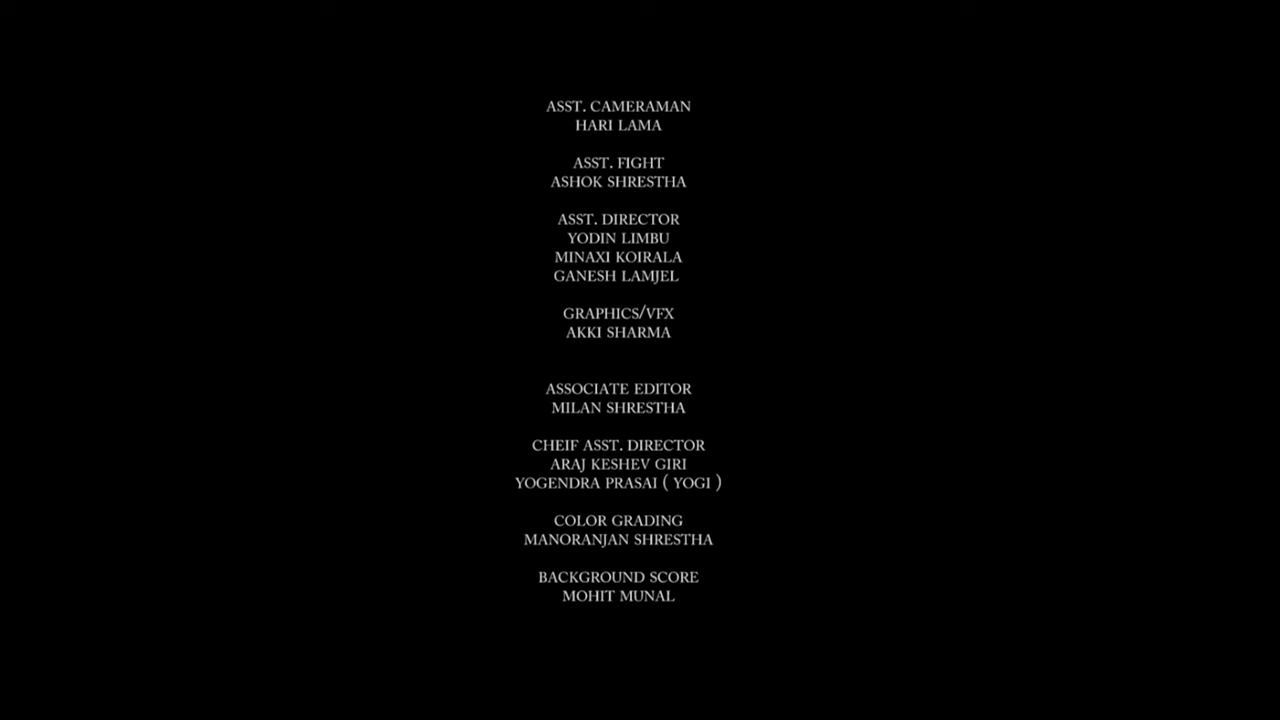 ASST. CAMERAMAN
HARI LAMA
ASST. FIGHT
ASHOK SHRESTHA
ASST. DIRECTOR
YODIN LIMBU
MINAXI KOIRALA
GANESH LAMJEL
GRAPHICS/VFX
AKKI SHARMA
ASSOCIATE EDITOR
MILAN SHRESTHA
CHEIF ASST. DIRECTOR
ARAJ KESHEV GIRI
YOGENDRA PRASAI ( YOGI )
COLOR GRADING
MANORANJAN SHRESTHA
BACKGROUND SCORE
MOHIT MUNAL